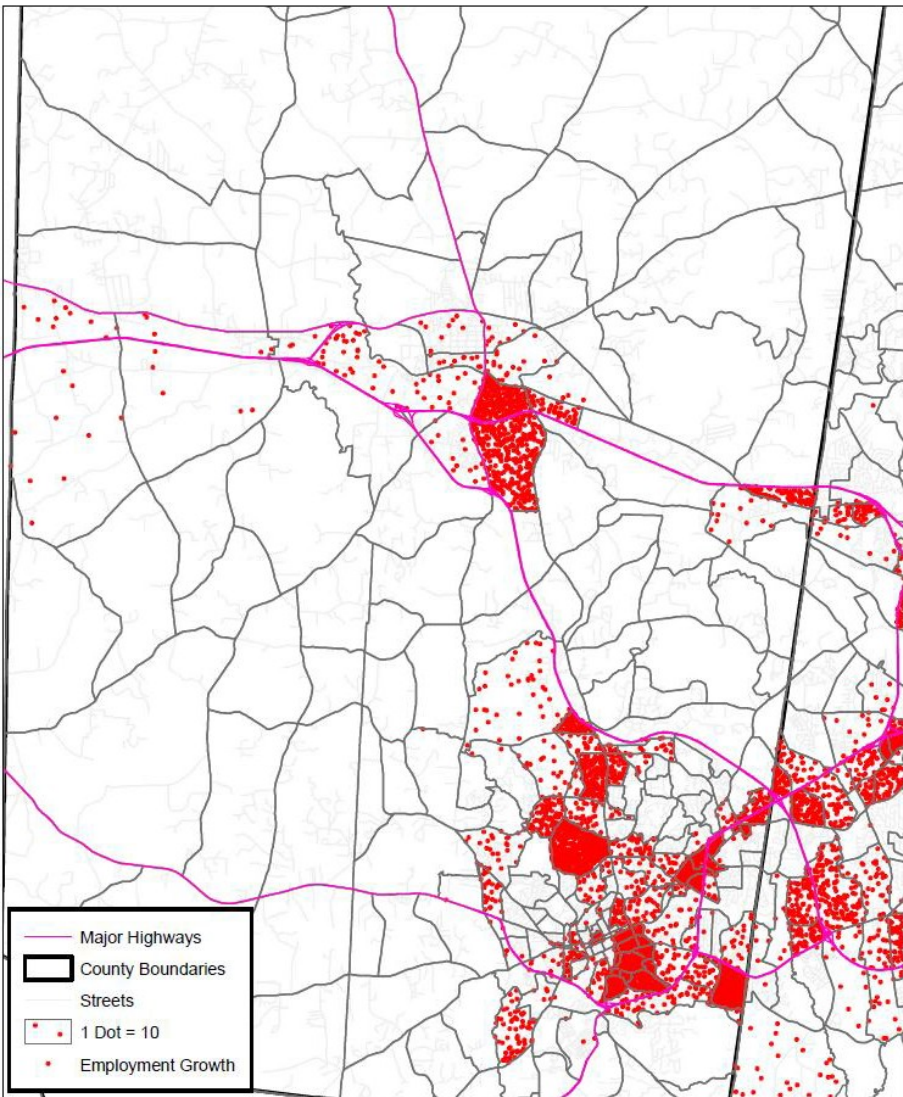 Major Highways
County Boundaries
Streets
1 Dot = 10
Employment Growth